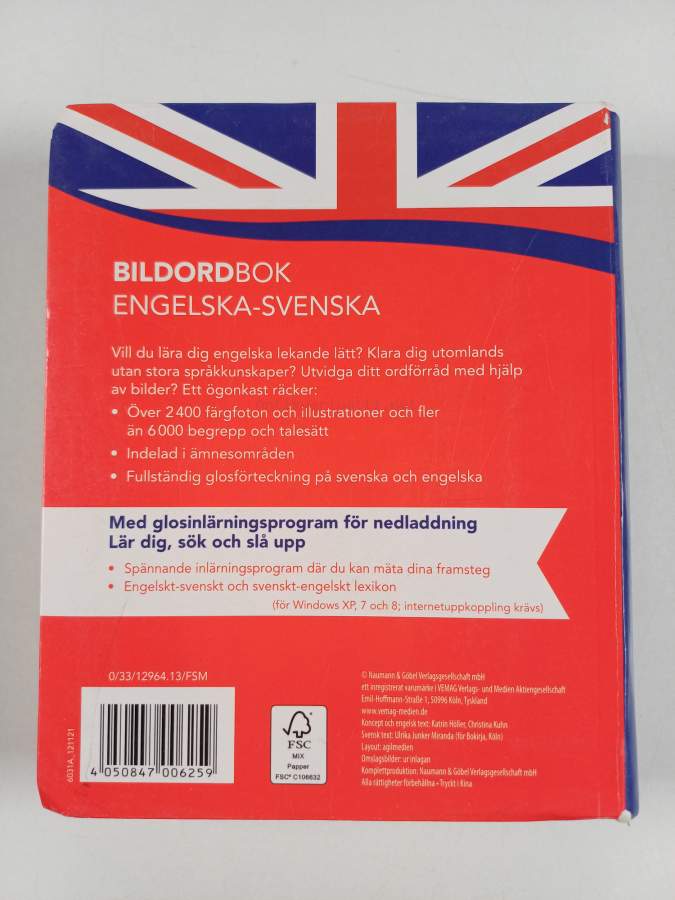 BILDORDBOK
ENGELSKA-SVENSKA
Vill du lära dig engelska lekande lätt? Klara dig utomlands
utan stora språkkunskaper? Utvidga ditt ordförråd med hjälp
av bilder? Ett ögonkast räcker:
• Över 2 400 färgfoton och illustrationer och fler
än 6 000 begrepp och talesätt
• Indelad i ämnesområden
• Fullständig glosförteckning på svenska och engelska
Med glosinlärningsprogram för nedladdning
Lär dig, sök och slå upp
• Spännande inlärningsprogram där du kan mäta dina framsteg
• Engelskt-svenskt och svenskt-engelskt lexikon
(för Windows XP, 7 och 8; internetuppkoppling krävs)
0/33/12964.13/FSM
6031A_121121
4 050847 006259
FSC
MIX
Papper
FSC® C106632
© Naumann & Göbel Verlagsgesellschaft mbH
ett inregistrerat varumärke i VEMAG Verlags- und Medien Aktiengesellschaft
Emil-Hoffmann-Straße 1, 50996 Köln, Tyskland
www.vemag-medien.de
Koncept och engelsk text: Katrin Höller, Christina Kuhn
Svensk text: Ulrika Junker Miranda (för Bokirja, Köln)
Layout: agilmedien
Omslagsbilder: ur inlagan
Komplettproduktion: Naumann & Göbel Verlagsgesellschaft mbH
Alla rättigheter förbehållna • Tryckt i Kina